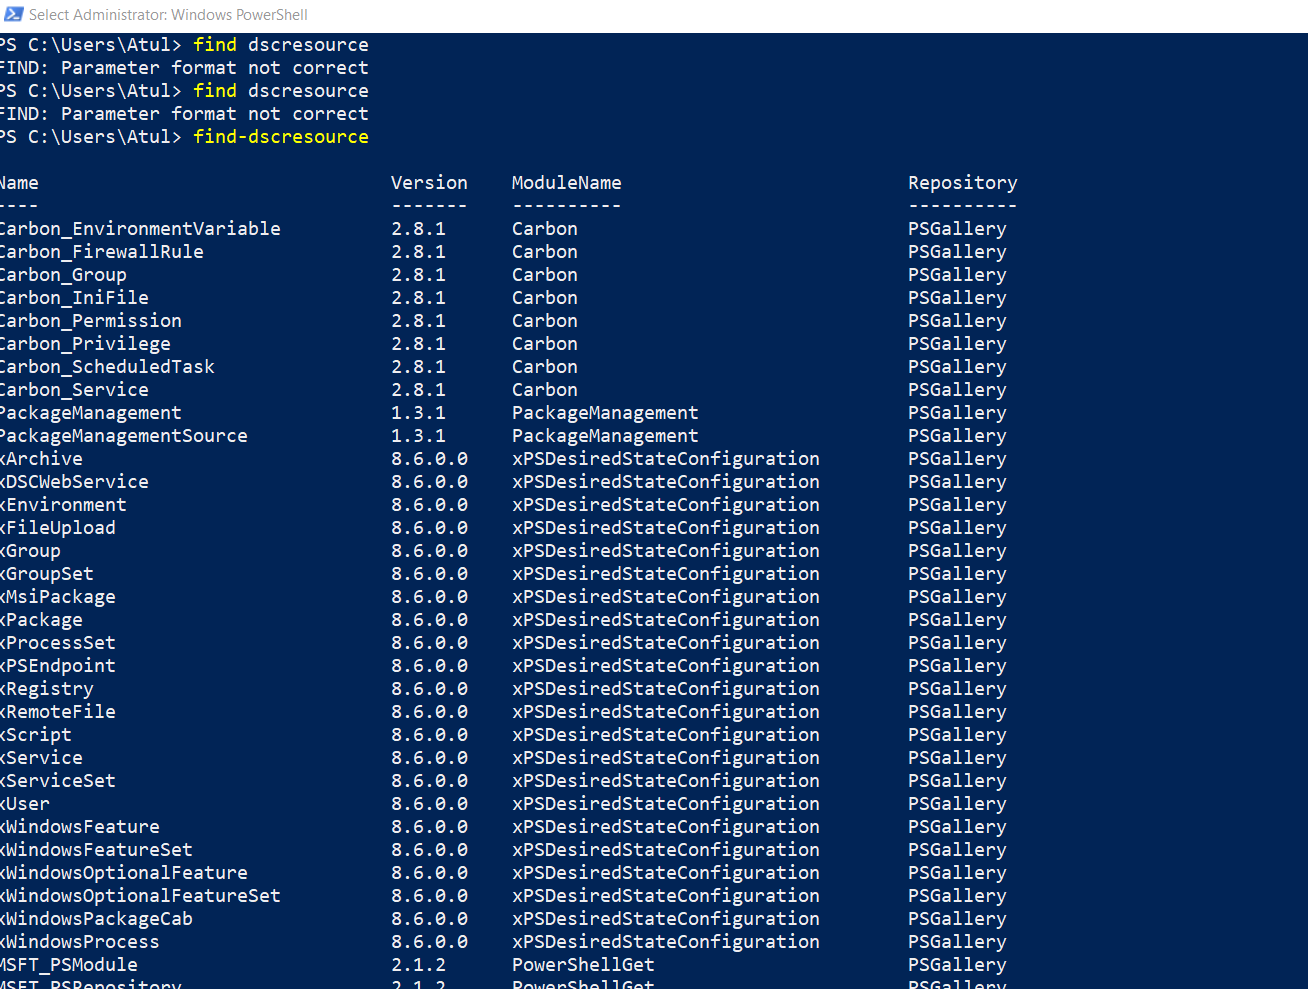 Select Administrator: Windows PowerShell
PS C:\Users\Atul> find dscresource
FIND: Parameter format not correct
PS C:\Users\Atul> find dscresource
FIND: Parameter format not correct
PS C:\Users\Atul> find-dscresource
Name Version ModuleName Repository
---- ------- ---------- ----------
Carbon_EnvironmentVariable 2.8.1 Carbon PSGallery
Carbon_FirewallRule 2.8.1 Carbon PSGallery
Carbon_Group 2.8.1 Carbon PSGallery
Carbon_IniFile 2.8.1 Carbon PSGallery
Carbon_Permission 2.8.1 Carbon PSGallery
Carbon_Privilege 2.8.1 Carbon PSGallery
Carbon_ScheduledTask 2.8.1 Carbon PSGallery
Carbon_Service 2.8.1 Carbon PSGallery
PackageManagement 1.3.1 PackageManagement PSGallery
PackageManagementSource 1.3.1 PackageManagement PSGallery
xArchive 8.6.0.0 xPSDesiredStateConfiguration PSGallery
xDSCWebService 8.6.0.0 xPSDesiredStateConfiguration PSGallery
xEnvironment 8.6.0.0 xPSDesiredStateConfiguration PSGallery
xFileUpload 8.6.0.0 xPSDesiredStateConfiguration PSGallery
xGroup 8.6.0.0 xPSDesiredStateConfiguration PSGallery
xGroupSet 8.6.0.0 xPSDesiredStateConfiguration PSGallery
xMsiPackage 8.6.0.0 xPSDesiredStateConfiguration PSGallery
xPackage 8.6.0.0 xPSDesiredStateConfiguration PSGallery
xProcessSet 8.6.0.0 xPSDesiredStateConfiguration PSGallery
xPSEndpoint 8.6.0.0 xPSDesiredStateConfiguration PSGallery
xRegistry 8.6.0.0 xPSDesiredStateConfiguration PSGallery
xRemoteFile 8.6.0.0 xPSDesiredStateConfiguration PSGallery
xScript 8.6.0.0 xPSDesiredStateConfiguration PSGallery
xService 8.6.0.0 xPSDesiredStateConfiguration PSGallery
xServiceSet 8.6.0.0 xPSDesiredStateConfiguration PSGallery
xUser 8.6.0.0 xPSDesiredStateConfiguration PSGallery
xWindowsFeature 8.6.0.0 xPSDesiredStateConfiguration PSGallery
xWindowsFeatureSet 8.6.0.0 xPSDesiredStateConfiguration PSGallery
xWindowsOptionalFeature 8.6.0.0 xPSDesiredStateConfiguration PSGallery
xWindowsOptionalFeatureSet 8.6.0.0 xPSDesiredStateConfiguration PSGallery
xWindowsPackageCab 8.6.0.0 xPSDesiredStateConfiguration PSGallery
xWindowsProcess 8.6.0.0 xPSDesiredStateConfiguration PSGallery
MSFT_PSModule 2.1.2 PowerShellGet PSGallery
MSFT_PSRepository 2.1.2 PowerShellGet PSGallery